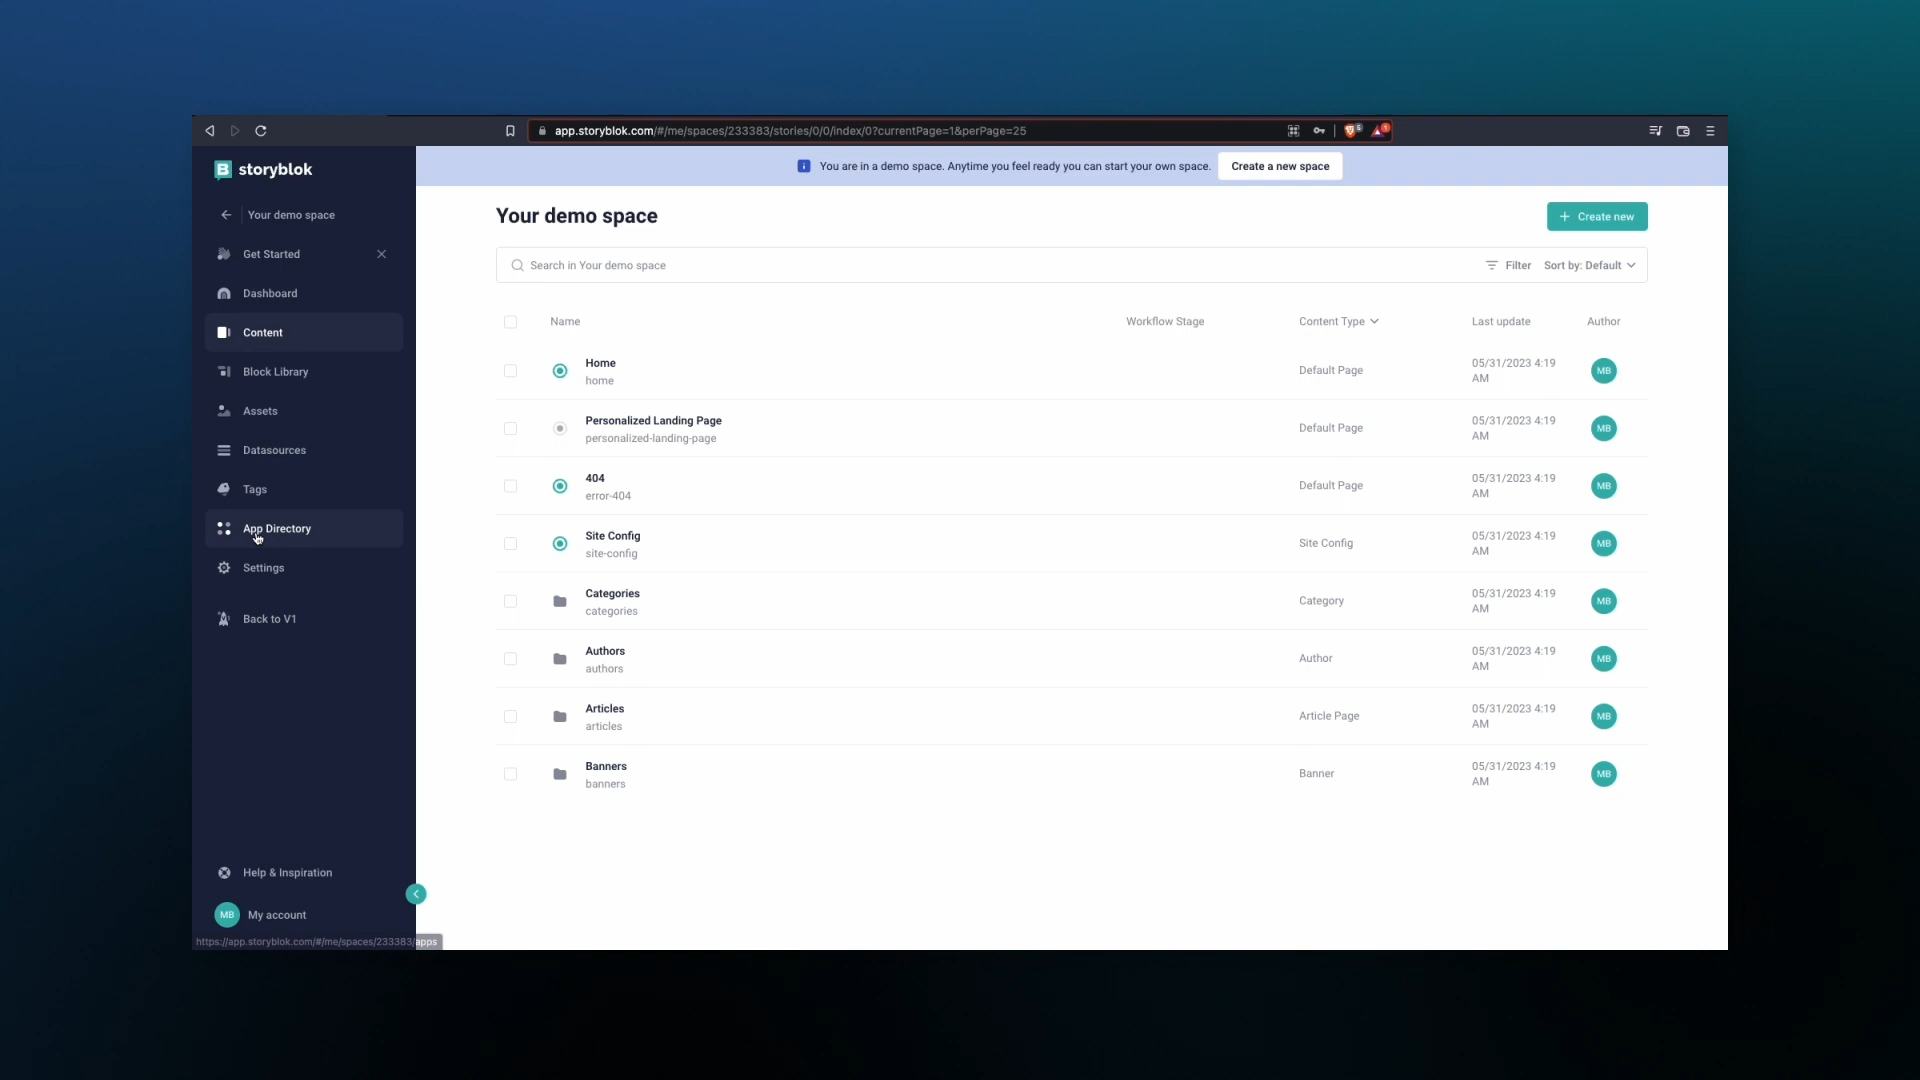 app.storyblok.com/#/me/spaces/233383/stories/0/0/index/0?currentPage=1&perPage=25
storyblok
You are in a demo space. Anytime you feel ready you can start your own space.
Create a new space
Your demo space
Get Started
Dashboard
Content
Block Library
Assets
Datasources
Tags
App Directory
Settings
Back to V1
Help & Inspiration
MB My account
https://app.storyblok.com/#/me/spaces/233383/apps
Your demo space
Create new
Search in Your demo space
Filter Sort by: Default
Name Workflow Stage Content Type Last update Author
Home Default Page 05/31/2023 4:19 MB
home AM
Personalized Landing Page Default Page 05/31/2023 4:19 MB
personalized-landing-page AM
404 Default Page 05/31/2023 4:19 MB
error-404 AM
Site Config Site Config 05/31/2023 4:19 MB
site-config AM
Categories Category 05/31/2023 4:19 MB
categories AM
Authors Author 05/31/2023 4:19 MB
authors AM
Articles Article Page 05/31/2023 4:19 MB
articles AM
Banners Banner 05/31/2023 4:19 MB
banners AM